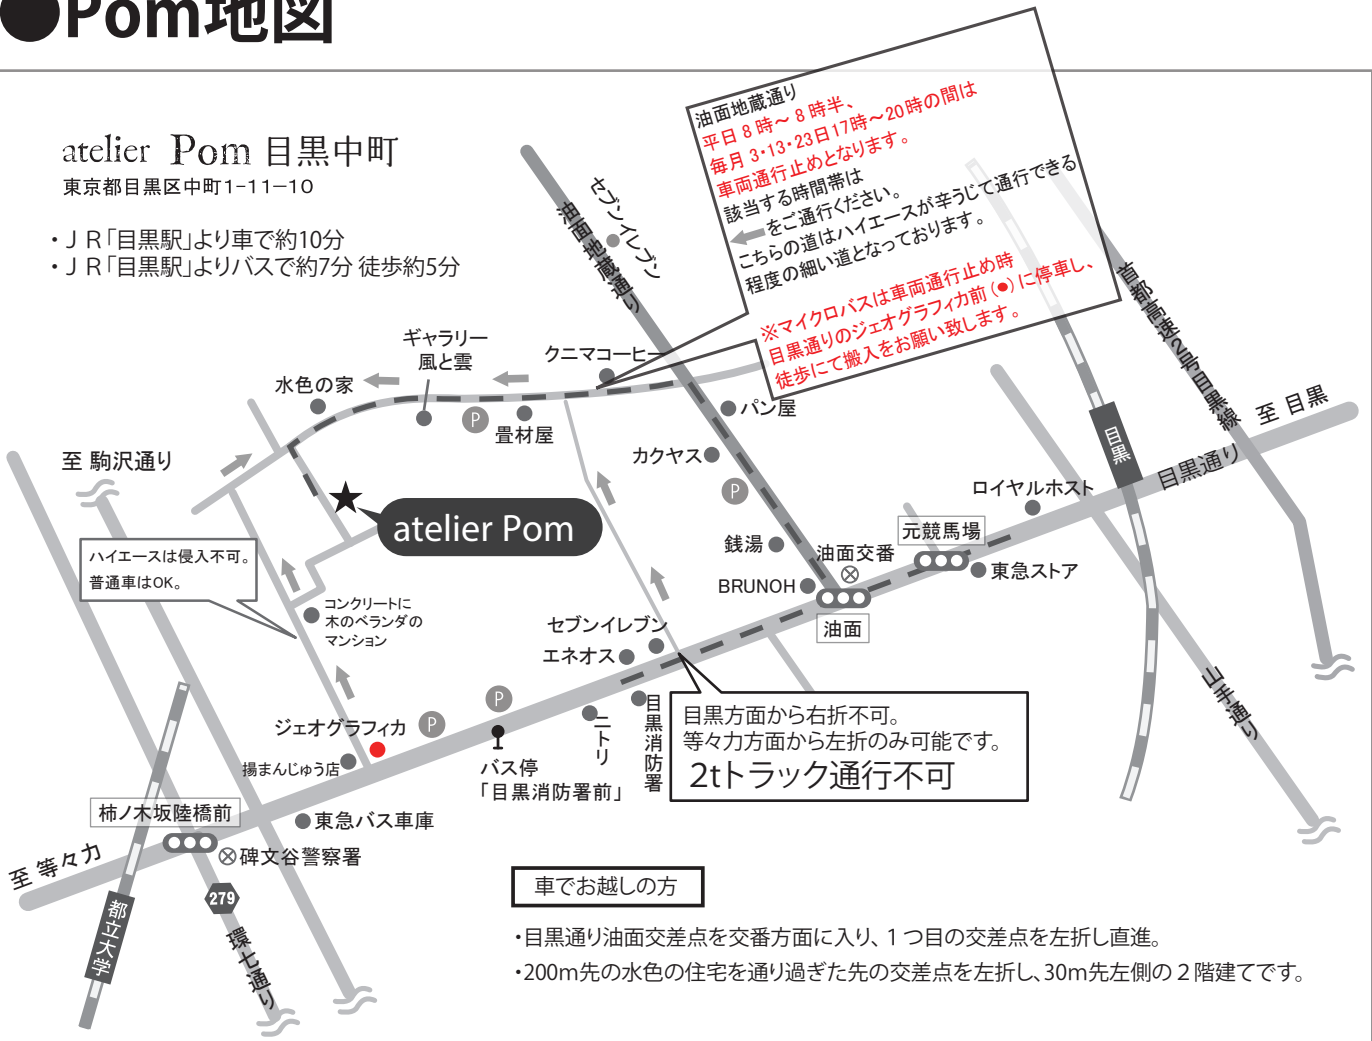 ●Pom地図
atelier Pom 目黒中町
東京都目黒区中町1-11-10
・ＪＲ「目黒駅」より車で約10分
・ＪＲ「目黒駅」よりバスで約7分 徒歩約5分
油面地蔵通り
平日８時～８時半、
毎月 3・13・23日17時～20時の間は
車両通行止めとなります。
該当する時間帯は
をご通行ください。
こちらの道はハイエースが辛うじて通行できる
程度の細い道となっております。
※マイクロバスは車両通行止め時
目黒通りのジェオグラフィカ前（●）に停車し、
徒歩にて搬入をお願い致します。
セブンイレブン
油面地蔵通り
首都高速2号目黒線
至 目黒
目黒通り
目黒
ギャラリー
風と雲
クニマコーヒー
水色の家
P
畳材屋
パン屋
カクヤス
P
至 駒沢通り
atelier Pom
ロイヤルホスト
元競馬場
東急ストア
銭湯
油面交番
BRUNOH
油面
ハイエースは侵入不可。
普通車はOK。
コンクリートに
木のベランダの
マンション
セブンイレブン
エネオス
山手通り
目黒方面から右折不可。
等々力方面から左折のみ可能です。
2tトラック通行不可
P
P
ジェオグラフィカ
揚まんじゅう店
バス停
「目黒消防署前」
ニトリ
目黒消防署
柿ノ木坂陸橋前
東急バス車庫
碑文谷警察署
至 等々力
都立大学
279
環七通り
車でお越しの方
・目黒通り油面交差点を交番方面に入り、１つ目の交差点を左折し直進。
・200m先の水色の住宅を通り過ぎた先の交差点を左折し、30m先左側の２階建てです。